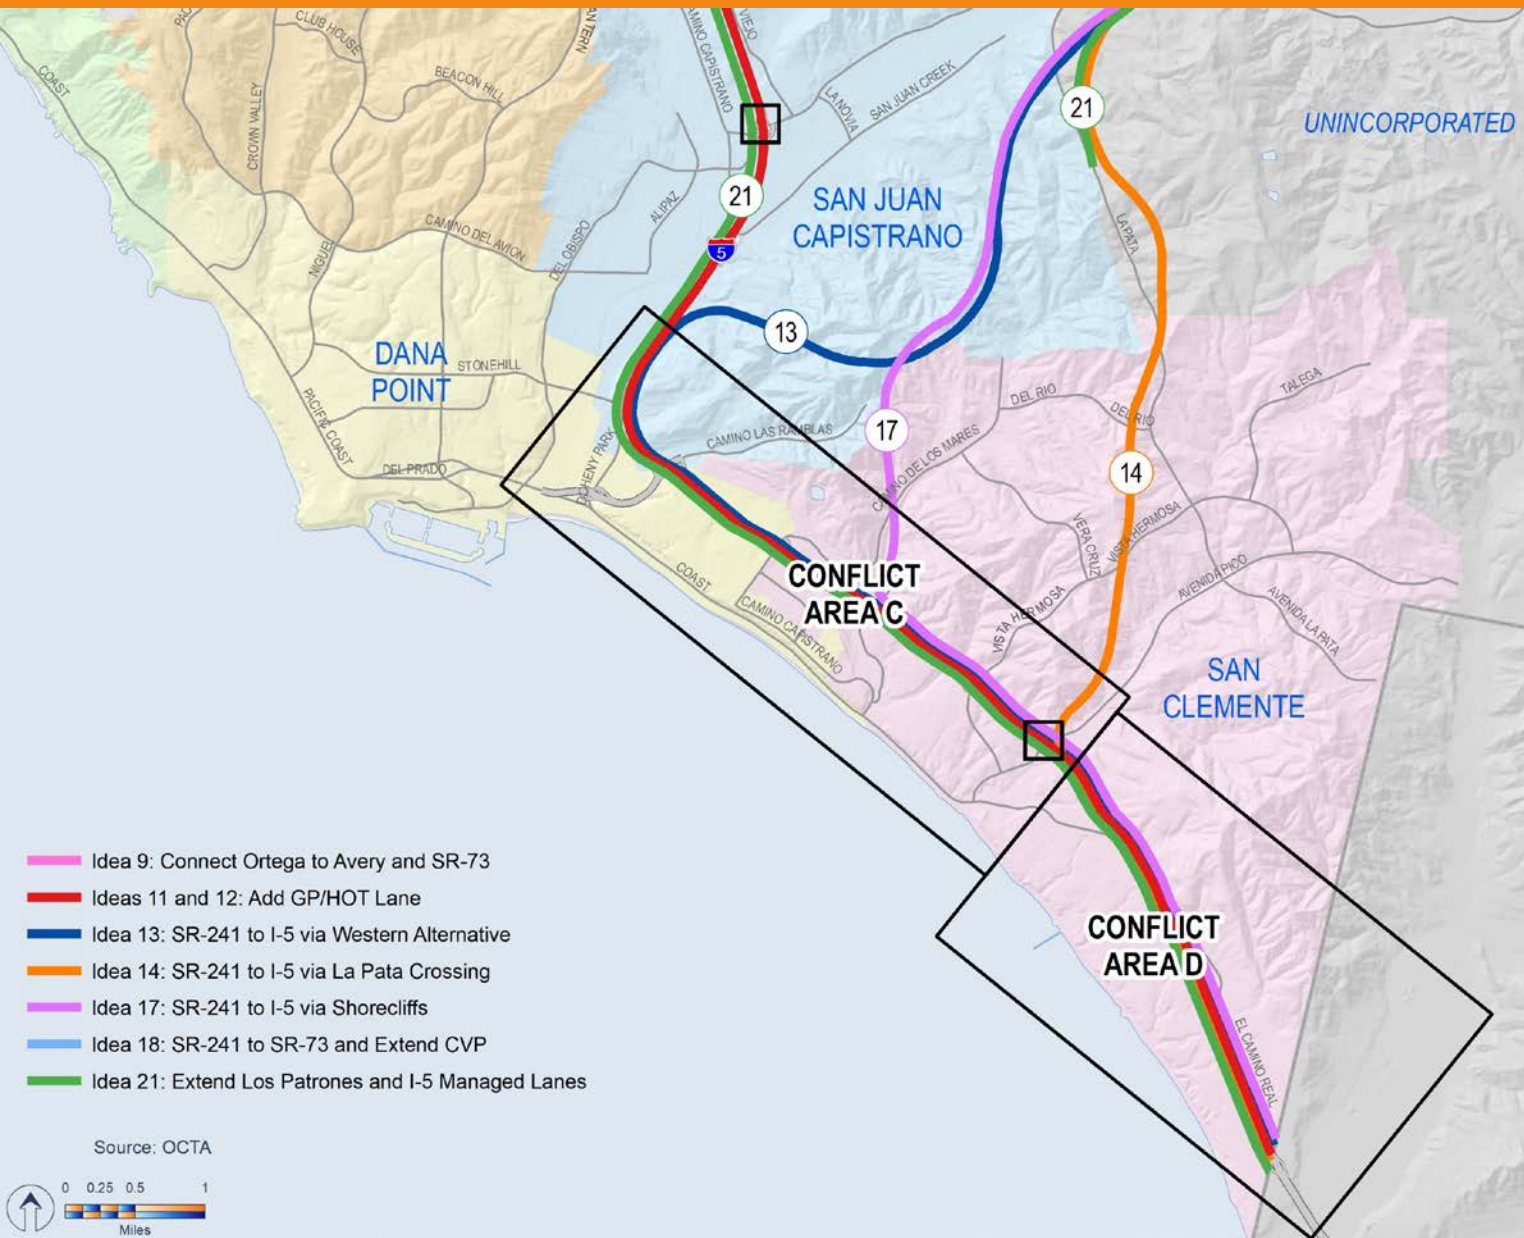 CLUB HOUSE
ANTERN
CAMINO CAPISTRANO
VIEJO
COAST
BEACON HILL
CROWN VALLEY
LA NOVIA
SAN JUAN CREEK
21
UNINCORPORATED
21
ALIPAZ
SAN JUAN
CAPISTRANO
LA PATA
CAMINO DEL AVION
DEL OBISPO
NIGUEL
5
13
DANA
POINT
STONEHILL
PACIFIC COAST
DEL PRADO
DOHENY PARK
CAMINO LAS RAMBLAS
17
CAMINO DE LOS MARES
DEL RIO
DEL RIO
TALEGA
14
VERA CRUZ
VISTA HERMOSA
AVENIDA PICO
AVENIDA LA PATA
VISTA HERMOSA
CONFLICT
AREA C
COAST
CAMINO CAPISTRANO
SAN
CLEMENTE
CONFLICT
AREA D
EL CAMINO REAL
Idea 9: Connect Ortega to Avery and SR-73
Ideas 11 and 12: Add GP/HOT Lane
Idea 13: SR-241 to I-5 via Western Alternative
Idea 14: SR-241 to I-5 via La Pata Crossing
Idea 17: SR-241 to I-5 via Shorecliffs
Idea 18: SR-241 to SR-73 and Extend CVP
Idea 21: Extend Los Patrones and I-5 Managed Lanes
Source: OCTA
0 0.25 0.5 1
Miles